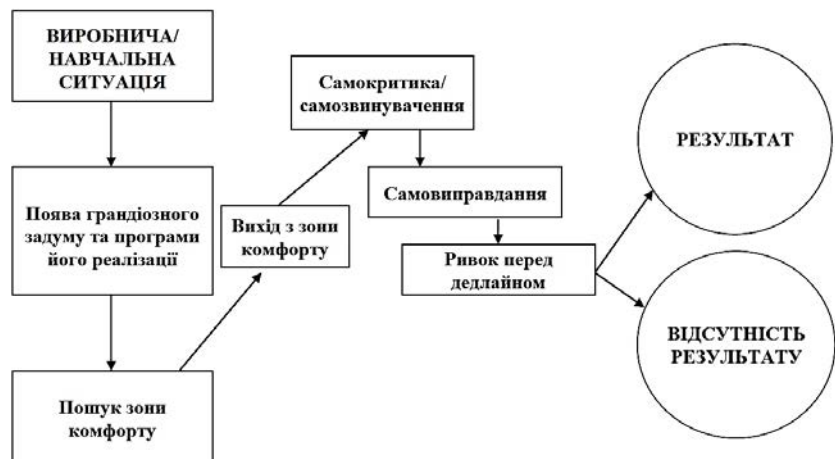 ВИРОБНИЧА/
НАВЧАЛЬНА
СИТУАЦІЯ
Поява грандіозного
задуму та програми
його реалізації
Пошук зони
комфорту
Вихід з зони
комфорту
Самокритика/
самозвинувачення
Самовиправдання
Ривок перед
дедлайном
РЕЗУЛЬТАТ
ВІДСУТНІСТЬ
РЕЗУЛЬТАТУ